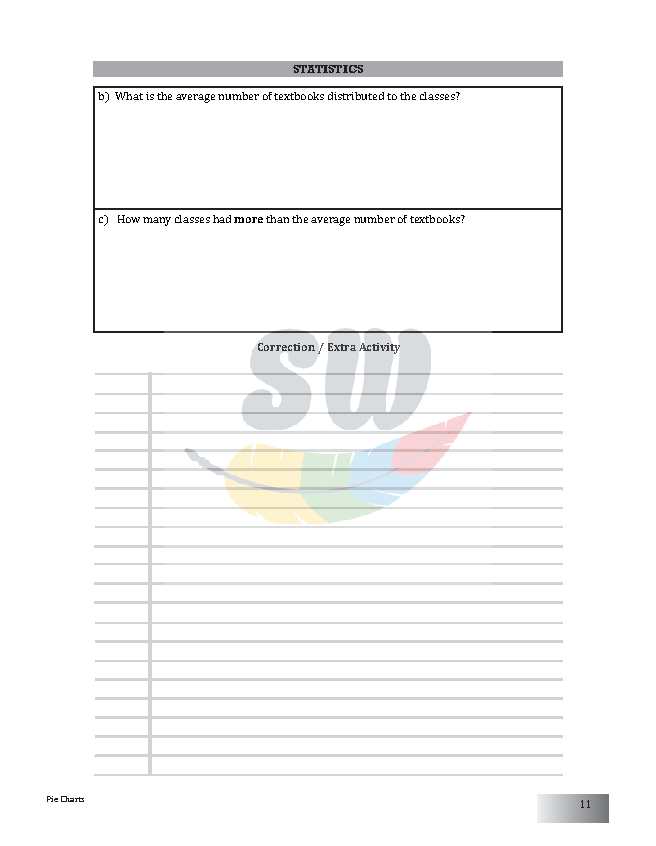 STATISTICS
b) What is the average number of textbooks distributed to the classes?
c) How many classes had more than the average number of textbooks?
sw
Correction / Extra Activity
Pie Charts
11